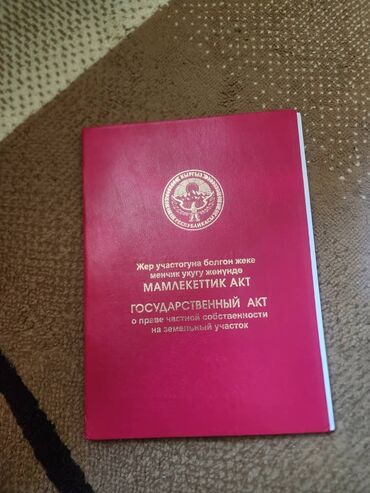 Жер участогуна болгон жеке
менчик укугу жөнүндө
МАМЛЕКЕТТИК АКТ
ГОСУДАРСТВЕННЫЙ АКТ
о праве частной собственности
на земельный участок